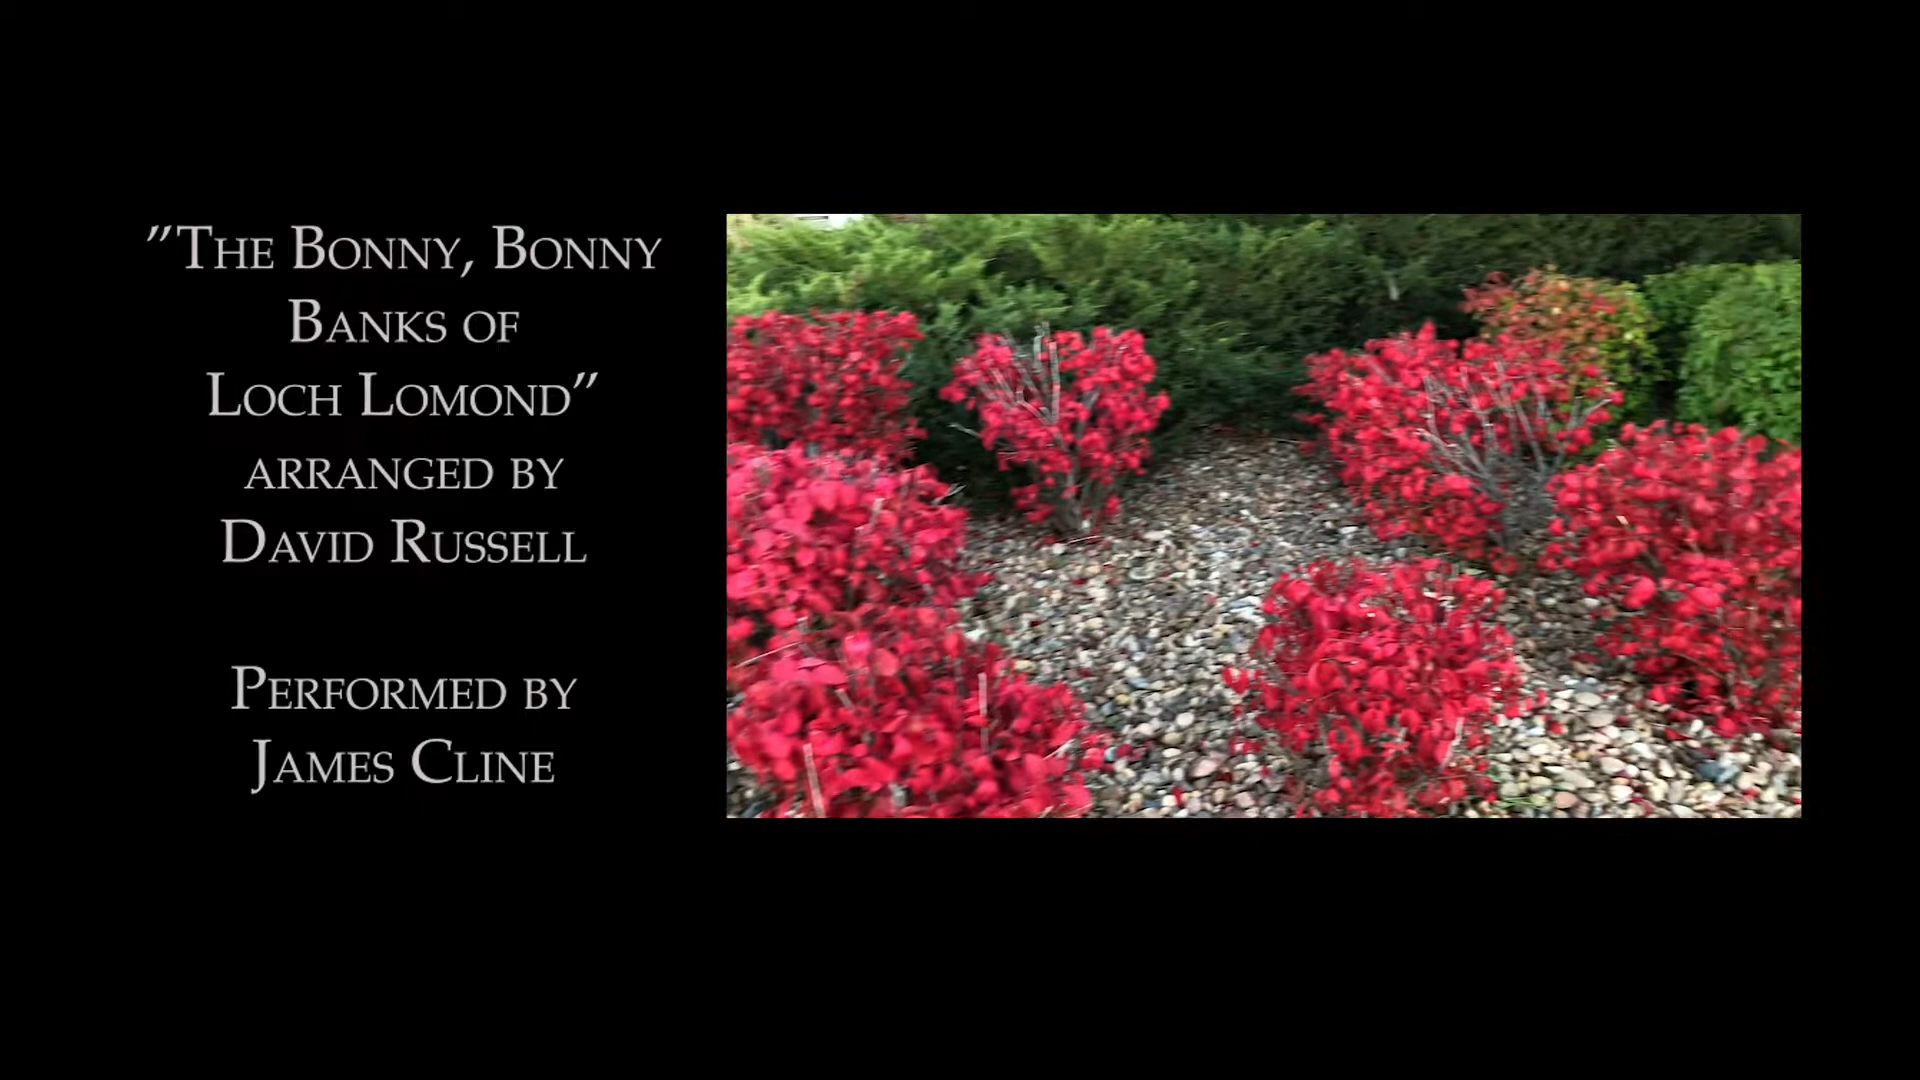 ”The Bonny, Bonny
Banks of
Loch Lomond”
arranged by
David Russell
Performed by
James Cline